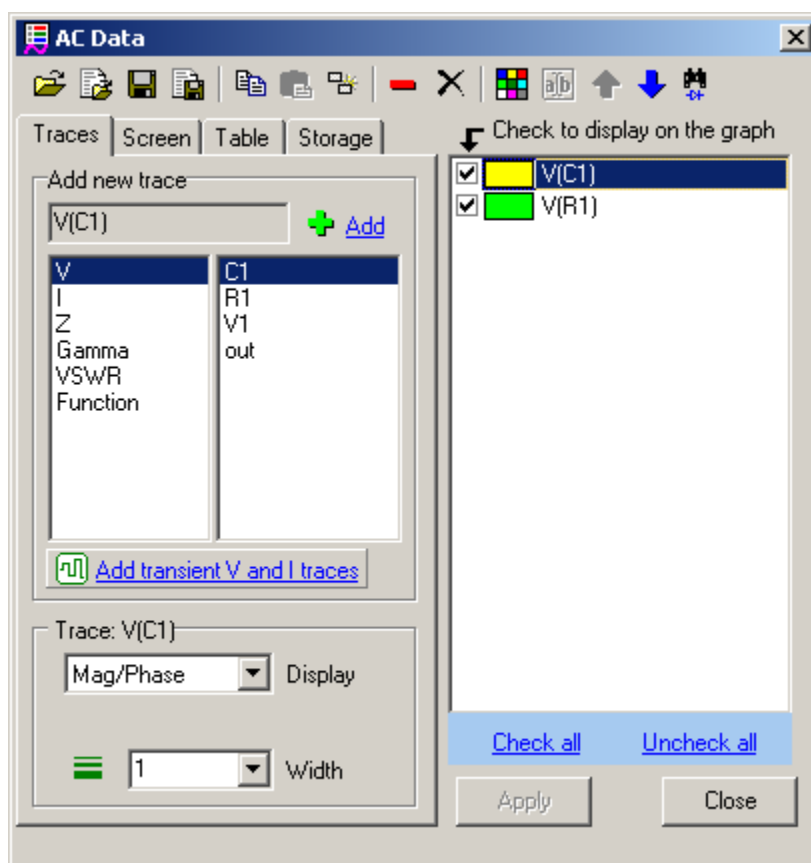 AC Data
Traces
Screen
Table
Storage
Check to display on the graph
Add new trace
V(C1)
Add
V
I
Z
Gamma
VSWR
Function
C1
R1
V1
out
Add transient V and I traces
Trace: V(C1)
Mag/Phase
Display
1
Width
V(C1)
V(R1)
Check all
Uncheck all
Apply
Close